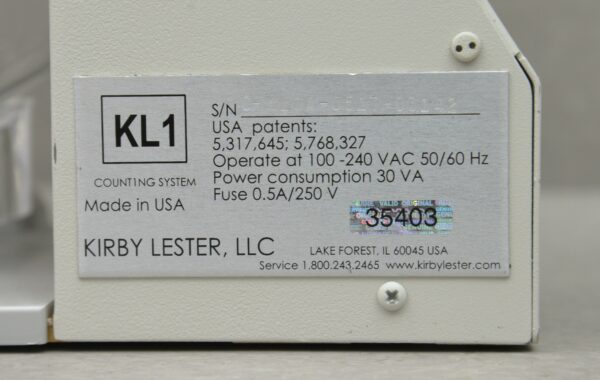 KL1
COUNTING SYSTEM
Made in USA
S/N
USA patents:
5,317,645; 5,768,327
Operate at 100 -240 VAC 50/60 Hz
Power consumption 30 VA
Fuse 0.5A/250 V
VALID ORIGINAL
35403
KIRBY LESTER, LLC
LAKE FOREST, IL 60045 USA
Service 1.800.243.2465 www.kirbylester.com